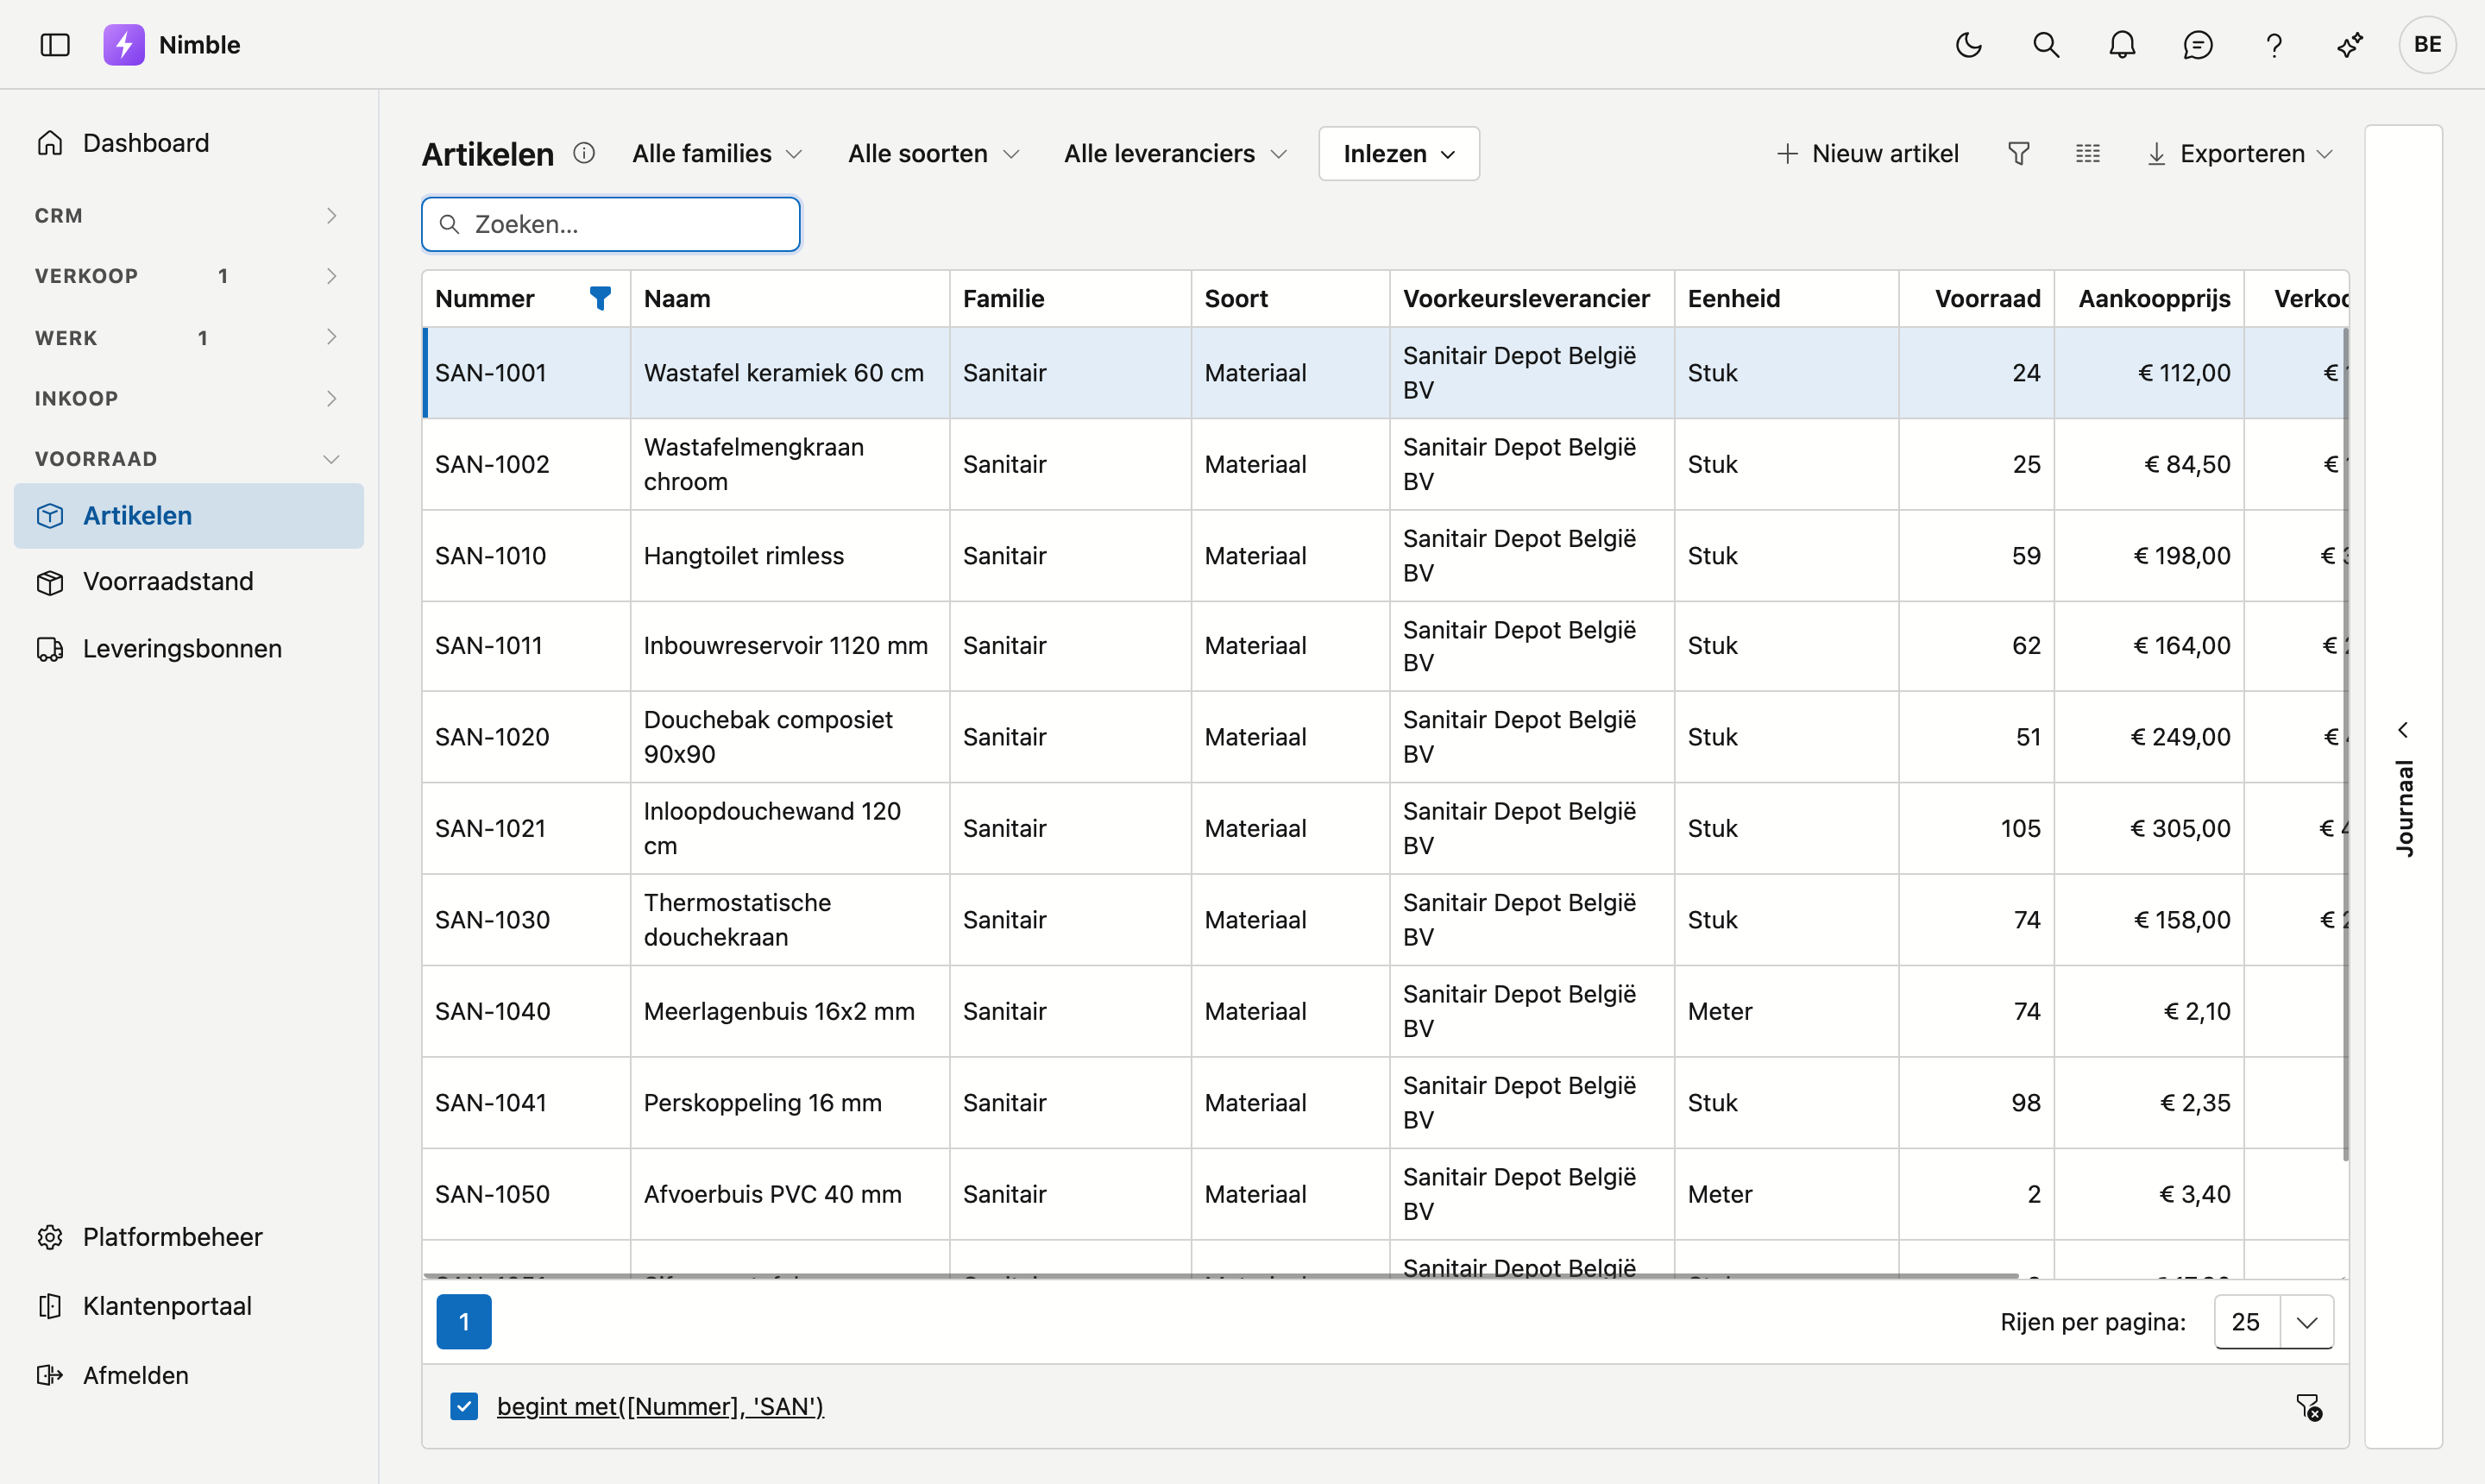 Nimble
BE
Dashboard
CRM
VERKOOP 1
WERK 1
INKOOP
VOORRAAD
Artikelen
Voorraadstand
Leveringsbonnen
Platformbeheer
Klantenportaal
Afmelden
Artikelen Alle families Alle soorten Alle leveranciers Inlezen Nieuw artikel Exporteren
Zoeken...
Nummer Naam Familie Soort Voorkeursleverancier Eenheid Voorraad Aankoopprijs
SAN-1001 Wastafel keramiek 60 cm Sanitair Materiaal Sanitair Depot België BV Stuk 24 € 112,00 €
SAN-1002 Wastafelmengkraan chroom Sanitair Materiaal Sanitair Depot België BV Stuk 25 € 84,50 €
SAN-1010 Hangtoilet rimless Sanitair Materiaal Sanitair Depot België BV Stuk 59 € 198,00 €
SAN-1011 Inbouwreservoir 1120 mm Sanitair Materiaal Sanitair Depot België BV Stuk 62 € 164,00 €
SAN-1020 Douchebak composiet 90x90 Sanitair Materiaal Sanitair Depot België BV Stuk 51 € 249,00 €
SAN-1021 Inloopdouchewand 120 cm Sanitair Materiaal Sanitair Depot België BV Stuk 105 € 305,00 €
SAN-1030 Thermostatische douchekraan Sanitair Materiaal Sanitair Depot België BV Stuk 74 € 158,00 €
SAN-1040 Meerlagenbuis 16x2 mm Sanitair Materiaal Sanitair Depot België BV Meter 74 € 2,10
SAN-1041 Perskoppeling 16 mm Sanitair Materiaal Sanitair Depot België BV Stuk 98 € 2,35
SAN-1050 Afvoerbuis PVC 40 mm Sanitair Materiaal Sanitair Depot België BV Meter 2 € 3,40
Sanitair Depot België
1 Rijen per pagina: 25
begint met([Nummer], 'SAN')
Journaal